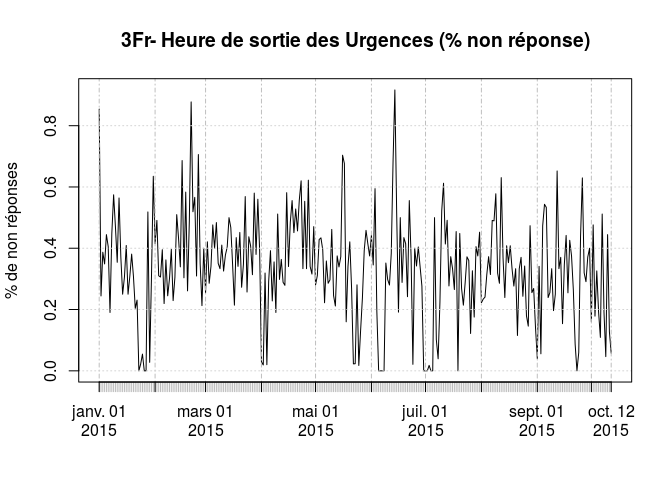 3Fr- Heure de sortie des Urgences (% non réponse)
% de non réponses
0.8
0.6
0.4
0.2
0.0
janv. 01 mars 01 mai 01 juil. 01 sept. 01 oct. 12
2015 2015 2015 2015 2015 2015